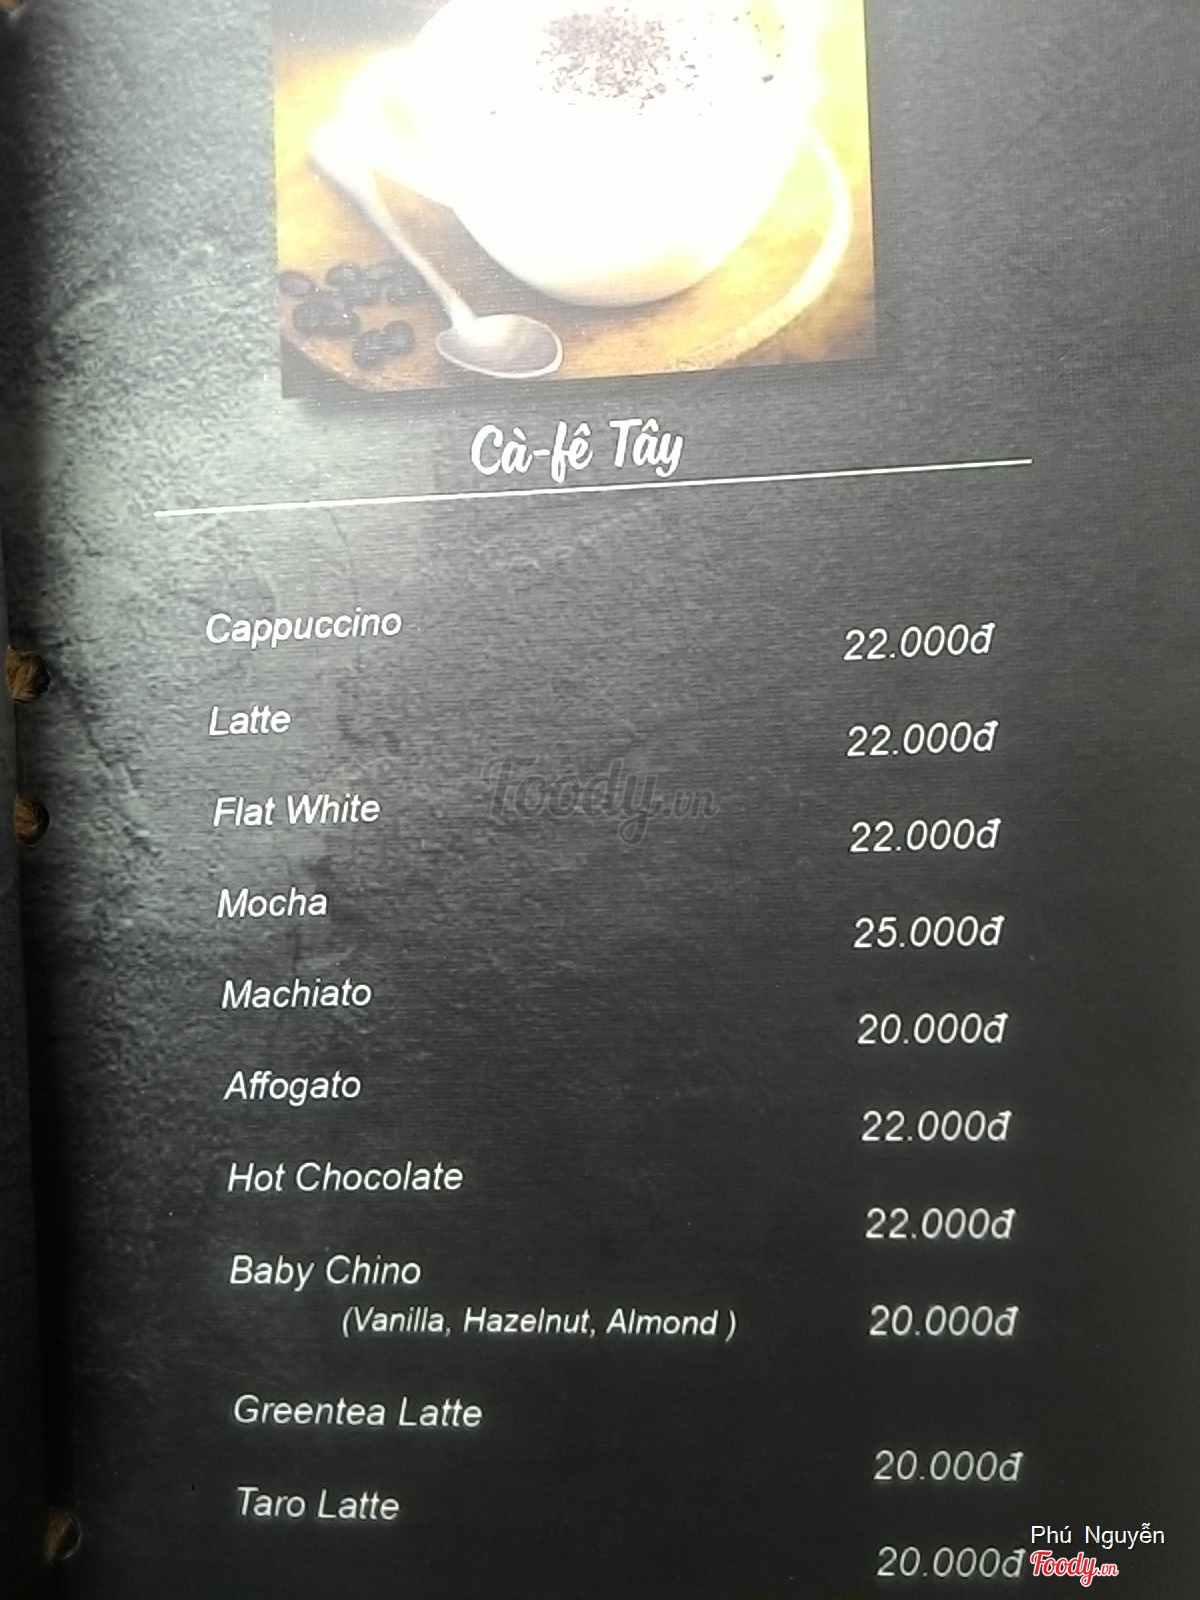 Cà-fê Tây
Cappuccino 22.000đ
Latte 22.000đ
Flat White 22.000đ
Mocha 25.000đ
Machiato 20.000đ
Affogato 22.000đ
Hot Chocolate 22.000đ
Baby Chino
(Vanilla, Hazelnut, Almond ) 20.000đ
Greentea Latte 20.000đ
Taro Latte 20.000đ
Foody.vn
Phú Nguyễn
Foody.vn